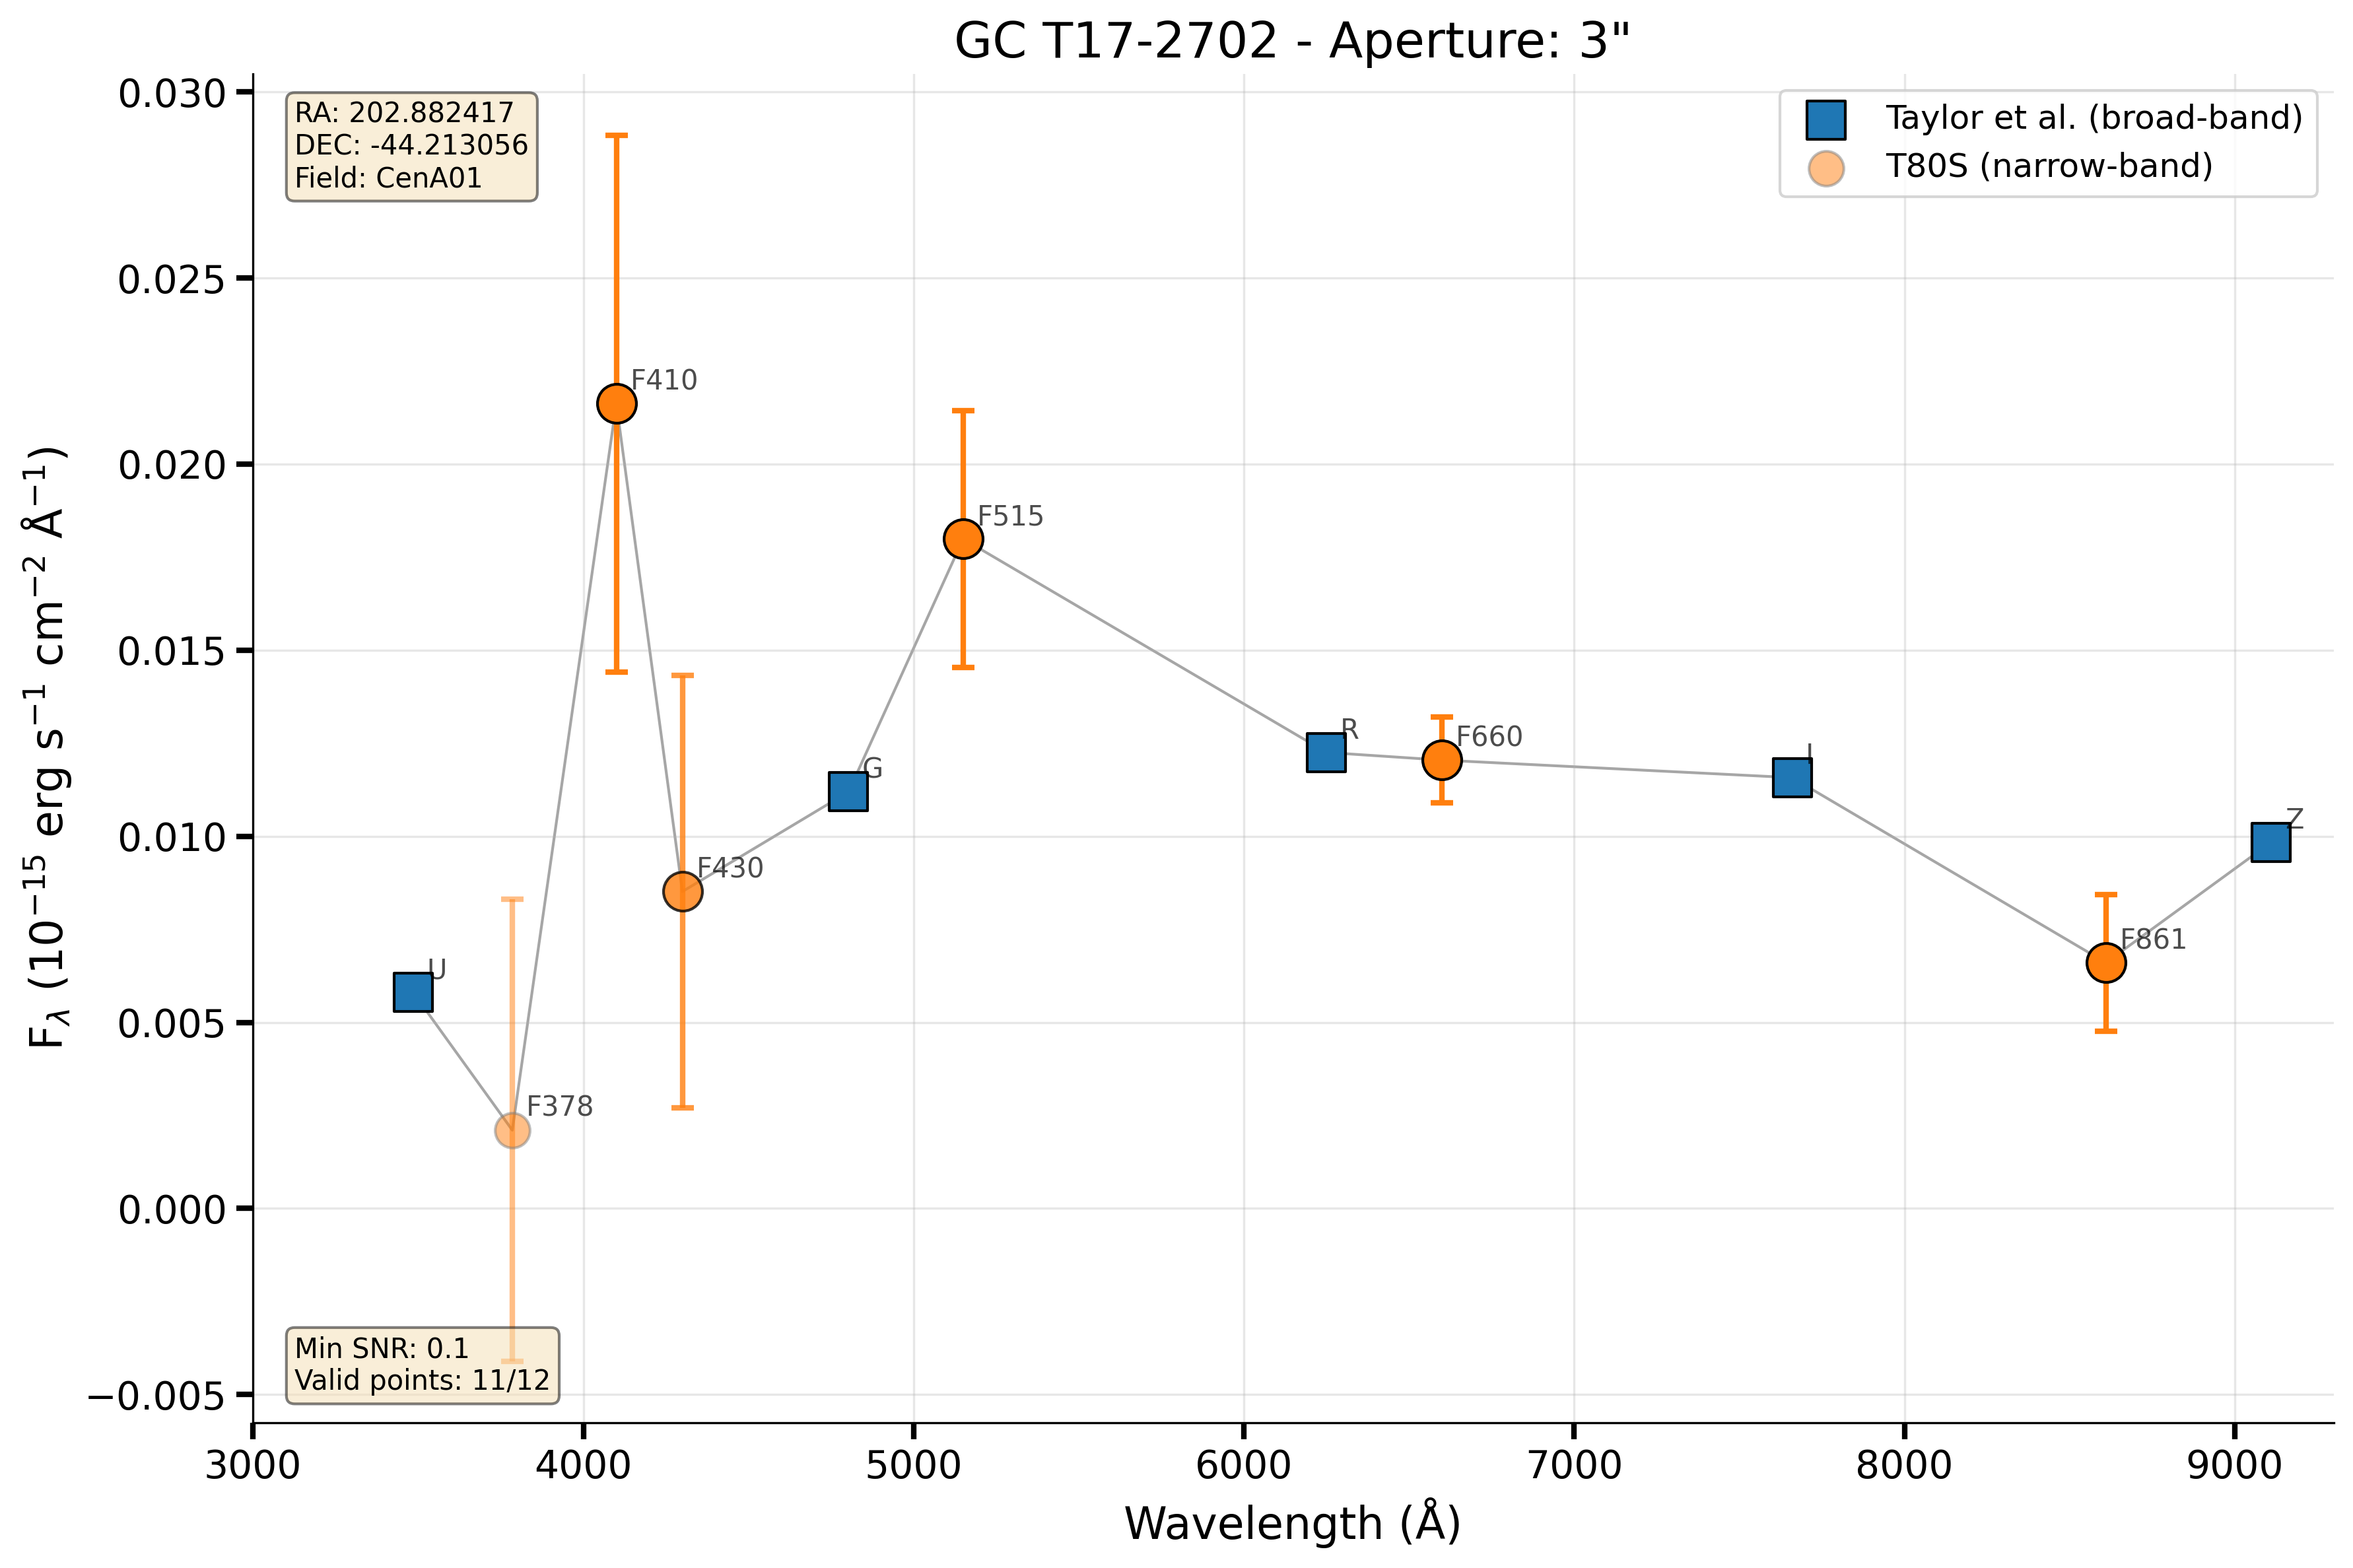 GC T17-2702 - Aperture: 3"
RA: 202.882417
DEC: -44.213056
Field: CenA01
Taylor et al. (broad-band)
T80S (narrow-band)
0.030
0.025
0.020
0.015
0.010
0.005
0.000
−0.005
F410
F515
R
F660
I
G
Z
F430
F861
U
F378
Min SNR: 0.1
Valid points: 11/12
3000 4000 5000 6000 7000 8000 9000
Wavelength (Å)
F_λ (10⁻¹⁵ erg s⁻¹ cm⁻² Å⁻¹)